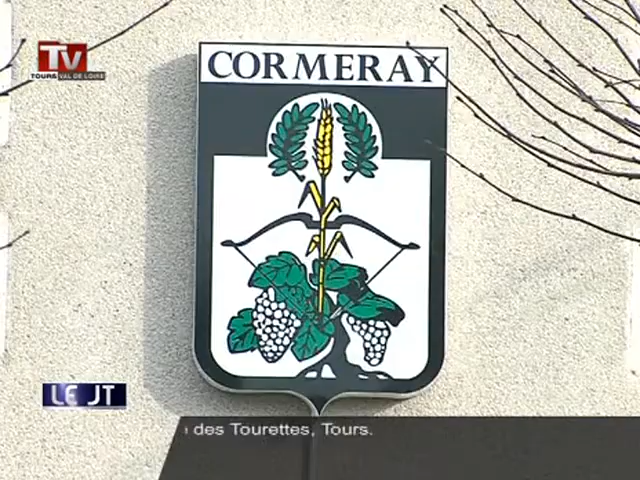 TV
TOURS VAL DE LOIRE
CORMERAY
LE JT
des Tourettes, Tours.